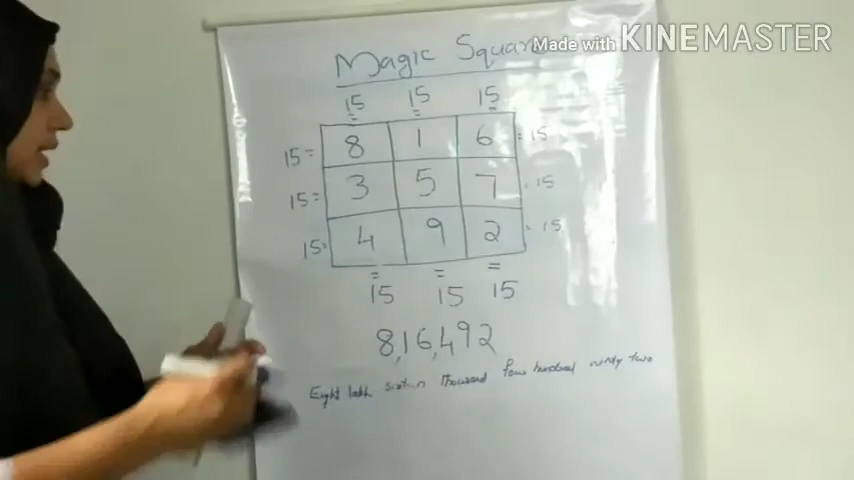 Magic Square
Made with KINEMASTER
15 15 15
15 = 8 1 6 = 15
15 = 3 5 7 = 15
15 = 4 9 2 = 15
= = =
15 15 15
8,16,492
Eight lakh sixteen thousand four hundred ninty two